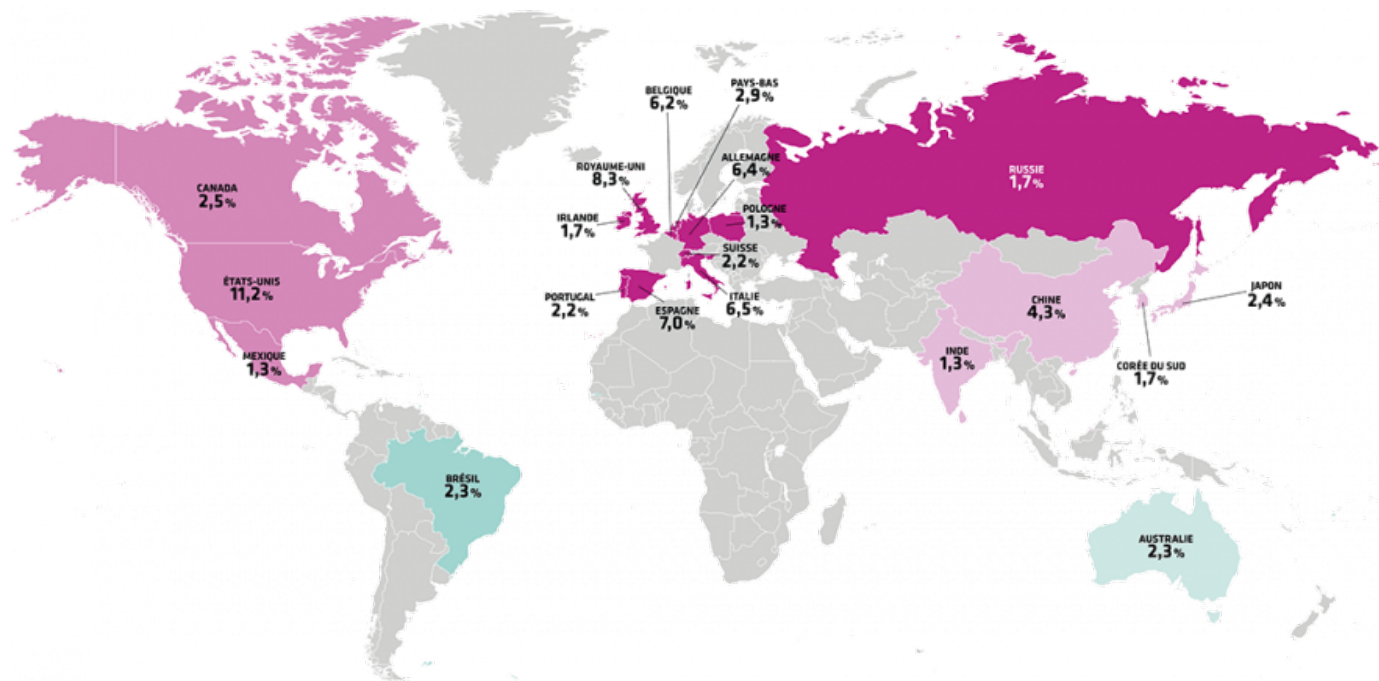 PAYS-BAS
2,9%
BELGIQUE
6,2%
ALLEMAGNE
6,4%
ROYAUME-UNI
8,3%
RUSSIE
1,7%
CANADA
2,5%
POLOGNE
1,3%
IRLANDE
1,7%
SUISSE
2,2%
ÉTATS-UNIS
11,2%
PORTUGAL
2,2%
ESPAGNE
7,0%
ITALIE
6,5%
CHINE
4,3%
JAPON
2,4%
MEXIQUE
1,3%
INDE
1,3%
CORÉE DU SUD
1,7%
BRÉSIL
2,3%
AUSTRALIE
2,3%